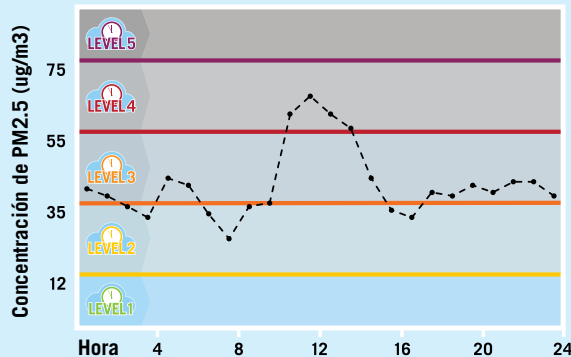 Concentración de PM2.5 (ug/m3)
LEVEL5
75
LEVEL4
55
LEVEL3
35
LEVEL2
12
LEVEL1
Hora 4 8 12 16 20 24